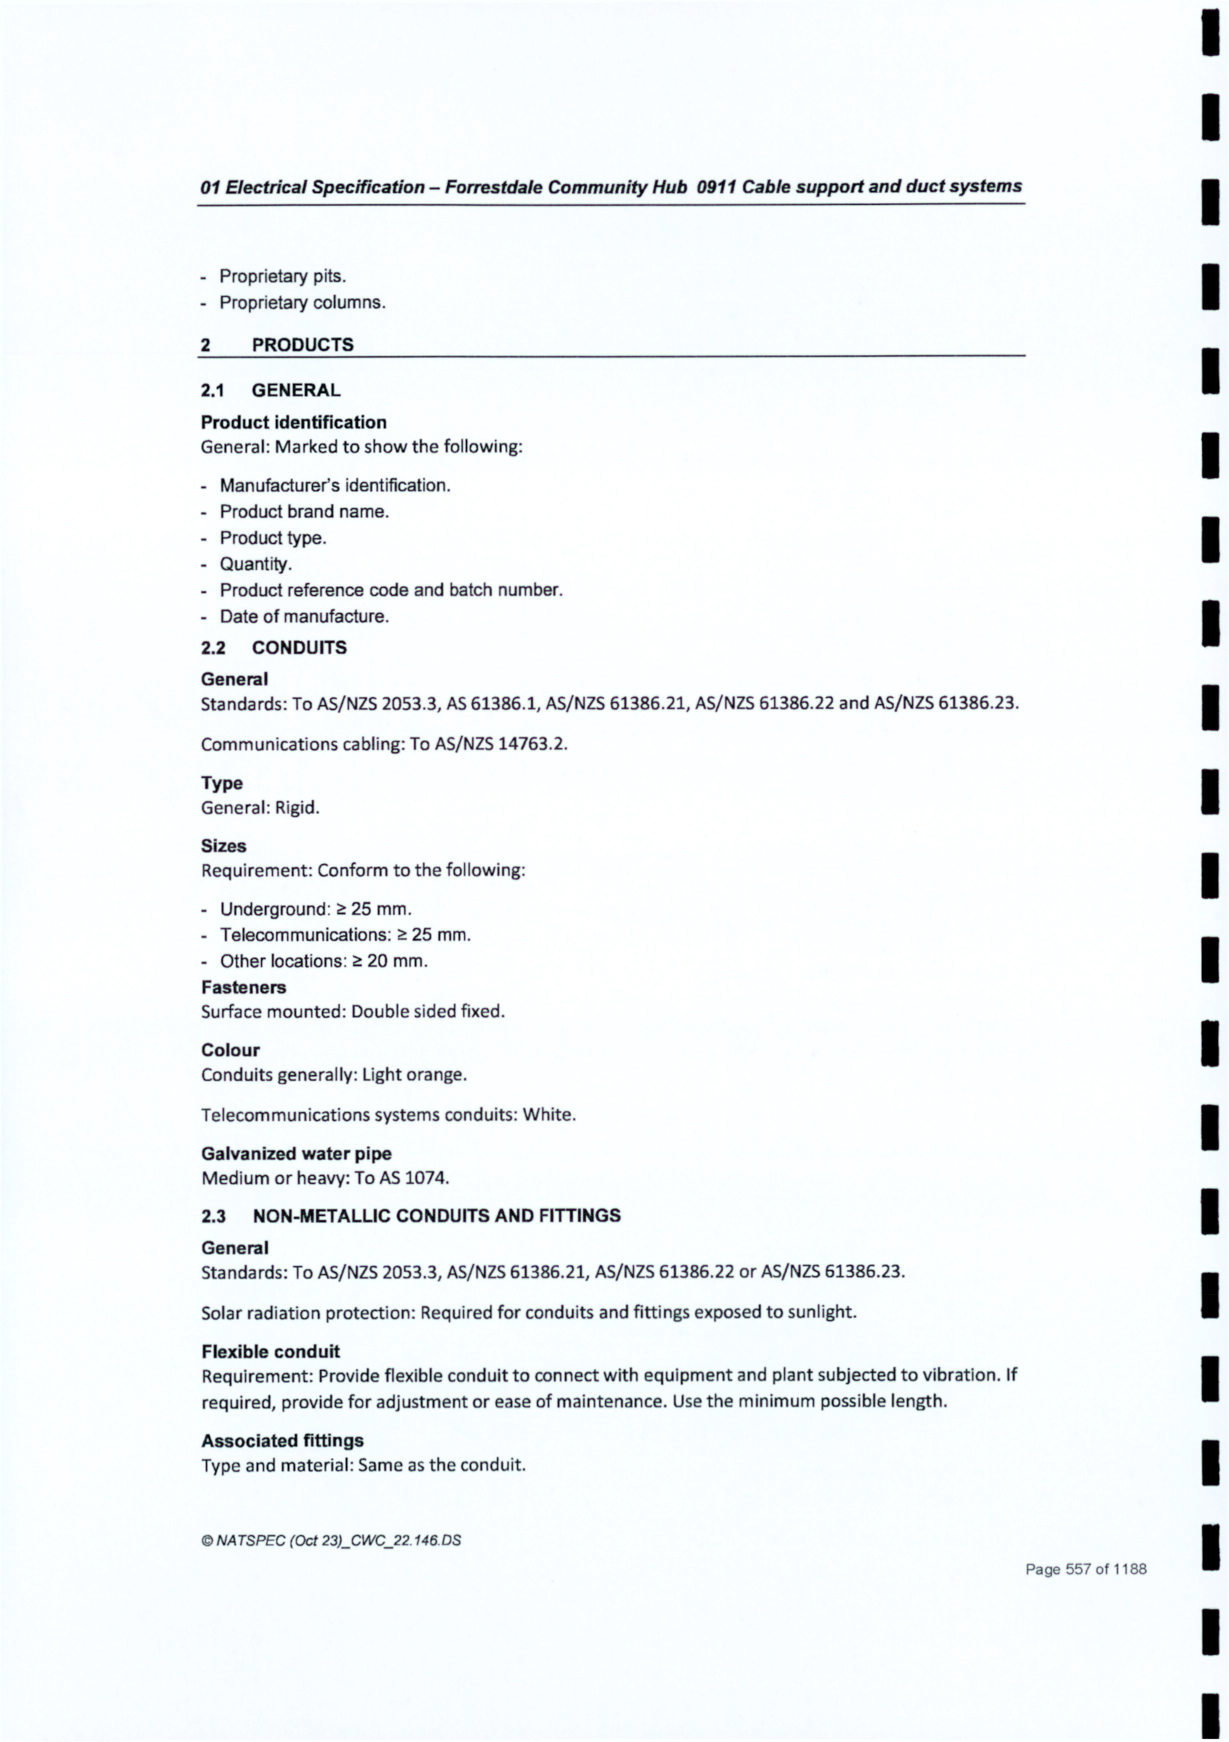 01 Electrical Specification – Forrestdale Community Hub 0911 Cable support and duct systems
- Proprietary pits.
- Proprietary columns.
2 PRODUCTS
2.1 GENERAL
Product identification
General: Marked to show the following:
- Manufacturer's identification.
- Product brand name.
- Product type.
- Quantity.
- Product reference code and batch number.
- Date of manufacture.
2.2 CONDUITS
General
Standards: To AS/NZS 2053.3, AS 61386.1, AS/NZS 61386.21, AS/NZS 61386.22 and AS/NZS 61386.23.
Communications cabling: To AS/NZS 14763.2.
Type
General: Rigid.
Sizes
Requirement: Conform to the following:
- Underground: ≥ 25 mm.
- Telecommunications: ≥ 25 mm.
- Other locations: ≥ 20 mm.
Fasteners
Surface mounted: Double sided fixed.
Colour
Conduits generally: Light orange.
Telecommunications systems conduits: White.
Galvanized water pipe
Medium or heavy: To AS 1074.
2.3 NON-METALLIC CONDUITS AND FITTINGS
General
Standards: To AS/NZS 2053.3, AS/NZS 61386.21, AS/NZS 61386.22 or AS/NZS 61386.23.
Solar radiation protection: Required for conduits and fittings exposed to sunlight.
Flexible conduit
Requirement: Provide flexible conduit to connect with equipment and plant subjected to vibration. If
required, provide for adjustment or ease of maintenance. Use the minimum possible length.
Associated fittings
Type and material: Same as the conduit.
© NATSPEC (Oct 23)_CWC_22.146.DS
Page 557 of 1188